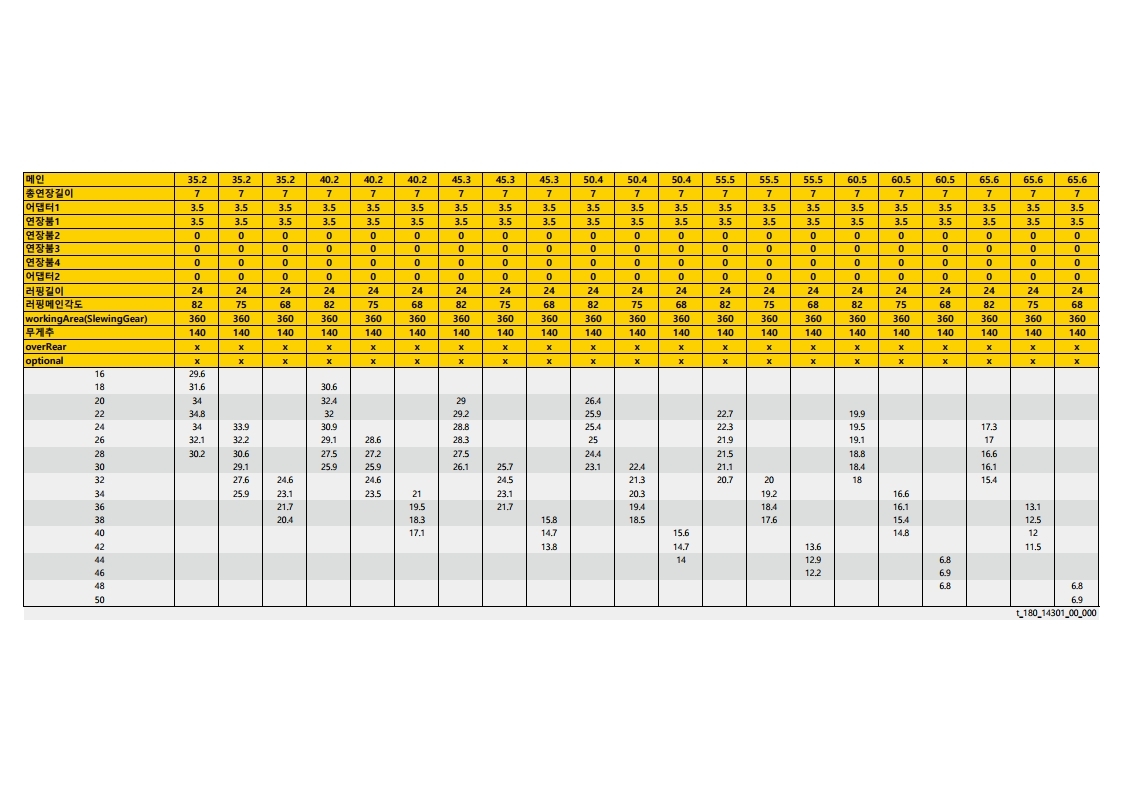 메인 35.2 35.2 35.2 40.2 40.2 40.2 45.3 45.3 45.3 50.4 50.4 50.4 55.5 55.5 55.5 60.5 60.5 60.5 65.6 65.6 65.6
총연장길이 7 7 7 7 7 7 7 7 7 7 7 7 7 7 7 7 7 7 7 7 7
어댑터1 3.5 3.5 3.5 3.5 3.5 3.5 3.5 3.5 3.5 3.5 3.5 3.5 3.5 3.5 3.5 3.5 3.5 3.5 3.5 3.5 3.5
연장붐1 3.5 3.5 3.5 3.5 3.5 3.5 3.5 3.5 3.5 3.5 3.5 3.5 3.5 3.5 3.5 3.5 3.5 3.5 3.5 3.5 3.5
연장붐2 0 0 0 0 0 0 0 0 0 0 0 0 0 0 0 0 0 0 0 0 0
연장붐3 0 0 0 0 0 0 0 0 0 0 0 0 0 0 0 0 0 0 0 0 0
연장붐4 0 0 0 0 0 0 0 0 0 0 0 0 0 0 0 0 0 0 0 0 0
어댑터2 0 0 0 0 0 0 0 0 0 0 0 0 0 0 0 0 0 0 0 0 0
러핑길이 24 24 24 24 24 24 24 24 24 24 24 24 24 24 24 24 24 24 24 24 24
러핑메인각도 82 75 68 82 75 68 82 75 68 82 75 68 82 75 68 82 75 68 82 75 68
workingArea(SlewingGear) 360 360 360 360 360 360 360 360 360 360 360 360 360 360 360 360 360 360 360 360 360
무게추 140 140 140 140 140 140 140 140 140 140 140 140 140 140 140 140 140 140 140 140 140
overRear x x x x x x x x x x x x x x x x x x x x x
optional x x x x x x x x x x x x x x x x x x x x x
16 29.6
18 31.6 30.6
20 34 32.4 29 26.4
22 34.8 32 29.2 25.9 22.7 19.9
24 34 33.9 30.9 28.8 25.4 22.3 19.5 17.3
26 32.1 32.2 29.1 28.6 28.3 25 21.9 19.1 17
28 30.2 30.6 27.5 27.2 27.5 24.4 21.5 18.8 16.6
30 29.1 25.9 25.9 26.1 25.7 23.1 22.4 21.1 18.4 16.1
32 27.6 24.6 24.6 24.5 21.3 20.7 20 18 15.4
34 25.9 23.1 23.5 21 23.1 20.3 19.2 16.6
36 21.7 19.5 21.7 19.4 18.4 16.1 13.1
38 20.4 18.3 15.8 18.5 17.6 15.4 12.5
40 17.1 14.7 15.6 14.8 12
42 13.8 14.7 13.6 11.5
44 14 12.9 6.8
46 12.2 6.9
48 6.8 6.8
50 6.9
t_180_14301_00_000